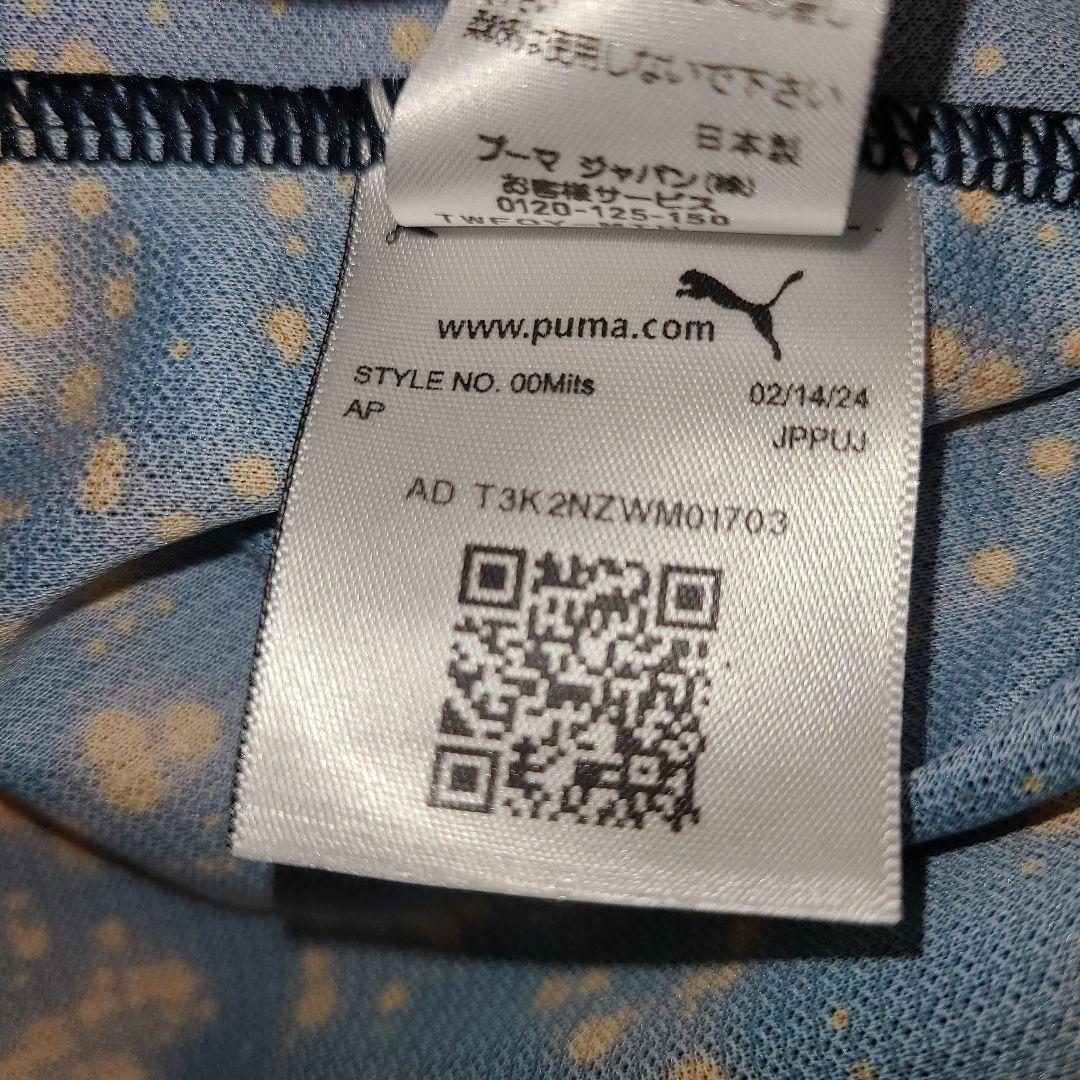 使用しないで下さい
日本製
プーマ ジャパン(株)
お客様サービス
0120-125-150
www.puma.com
STYLE NO. 00Mits
02/14/24
AP
JPPUJ
AD T3K2NZWM01703